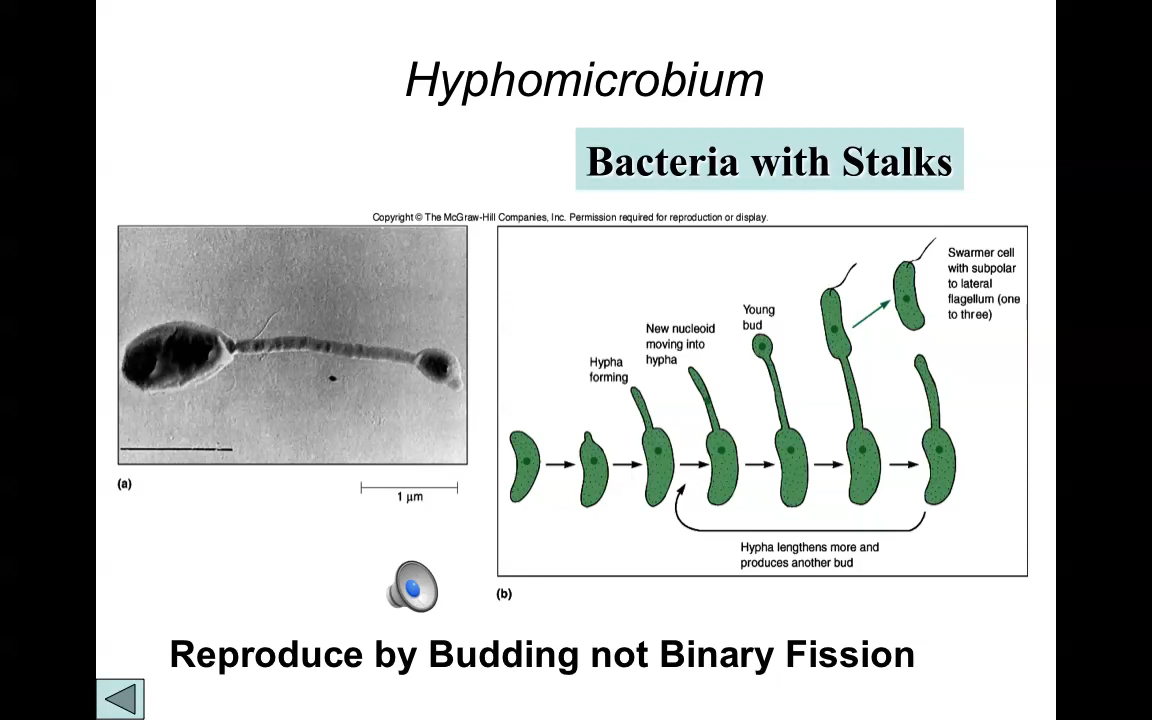 Hyphomicrobium
Bacteria with Stalks
Copyright © The McGraw-Hill Companies, Inc. Permission required for reproduction or display.
(a)
1 μm
Hypha
forming
New nucleoid
moving into
hypha
Young
bud
Swarmer cell
with subpolar
to lateral
flagellum (one
to three)
Hypha lengthens more and
produces another bud
(b)
Reproduce by Budding not Binary Fission